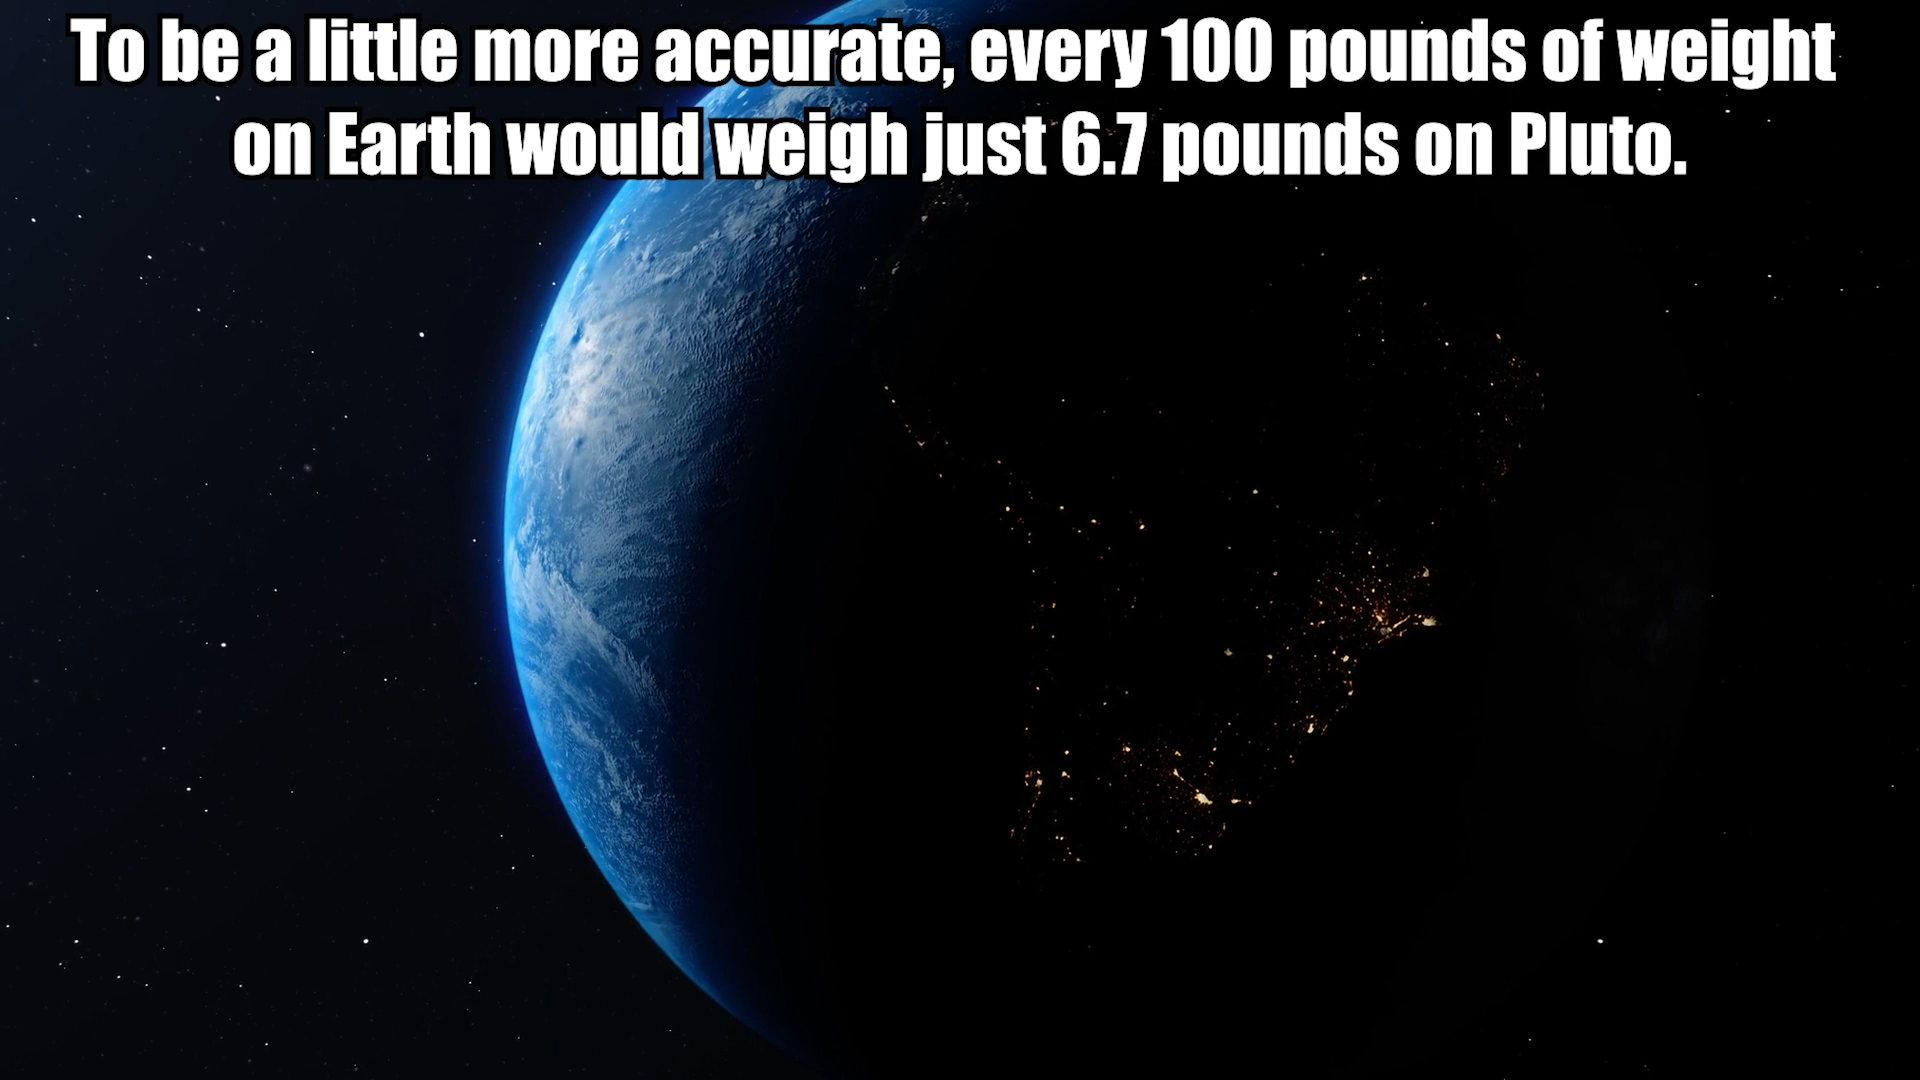 To be a little more accurate, every 100 pounds of weight
on Earth would weigh just 6.7 pounds on Pluto.